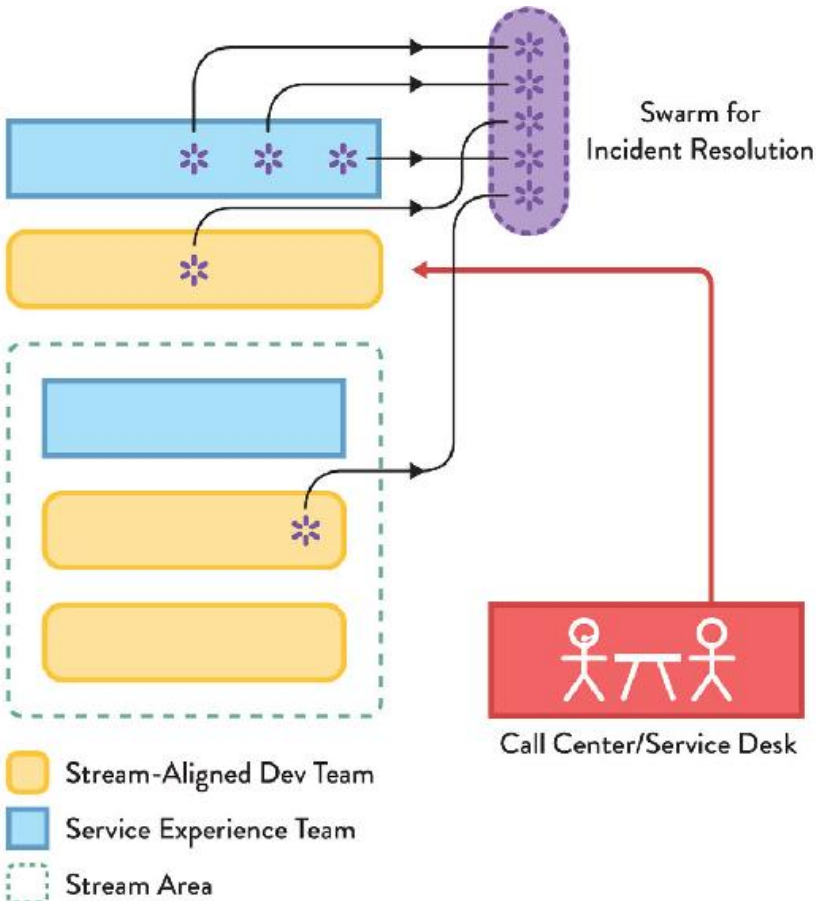 Swarm for
Incident Resolution
Call Center/Service Desk
Stream-Aligned Dev Team
Service Experience Team
Stream Area